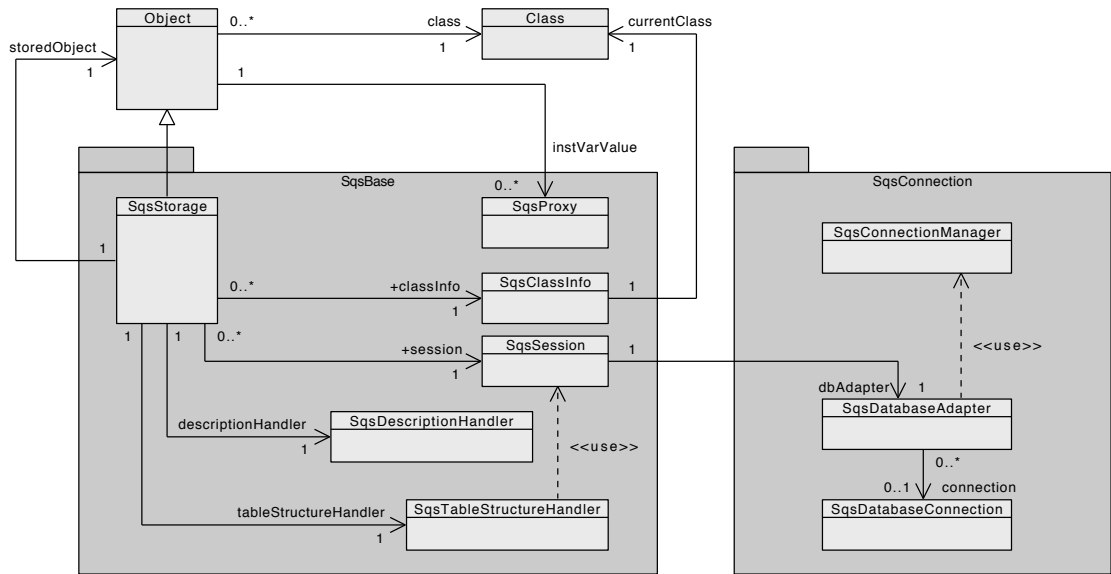 Object
0..*
class
Class
currentClass
storedObject
1
1
1
1
instVarValue
SqsBase
SqsConnection
0..*
SqsStorage
SqsProxy
SqsConnectionManager
1
0..*
+classInfo
SqsClassInfo
1
1
1
1
0..*
+session
SqsSession
1
<<use>>
1
dbAdapter
1
SqsDatabaseAdapter
descriptionHandler
SqsDescriptionHandler
1
<<use>>
0..*
0..1
connection
tableStructureHandler
SqsTableStructureHandler
SqsDatabaseConnection
1